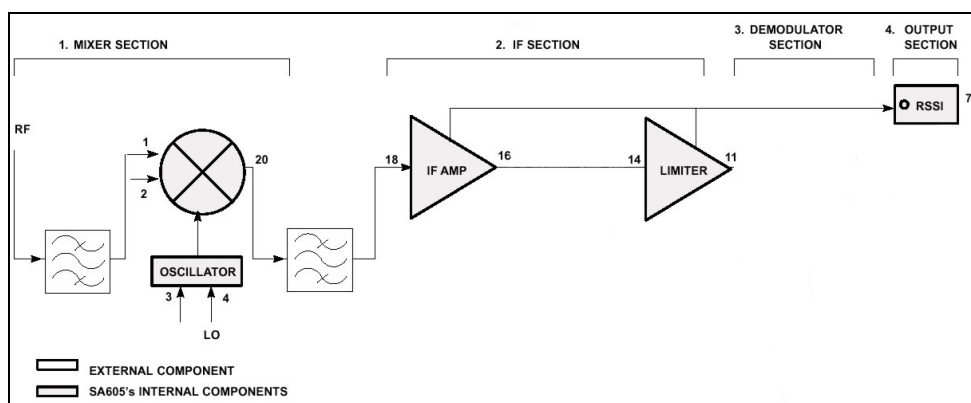 1. MIXER SECTION
2. IF SECTION
3. DEMODULATOR
SECTION
4. OUTPUT
SECTION
RSSI
7
RF
1
2
20
18
IF AMP
16
14
LIMITER
11
OSCILLATOR
3
4
LO
EXTERNAL COMPONENT
SA605's INTERNAL COMPONENTS